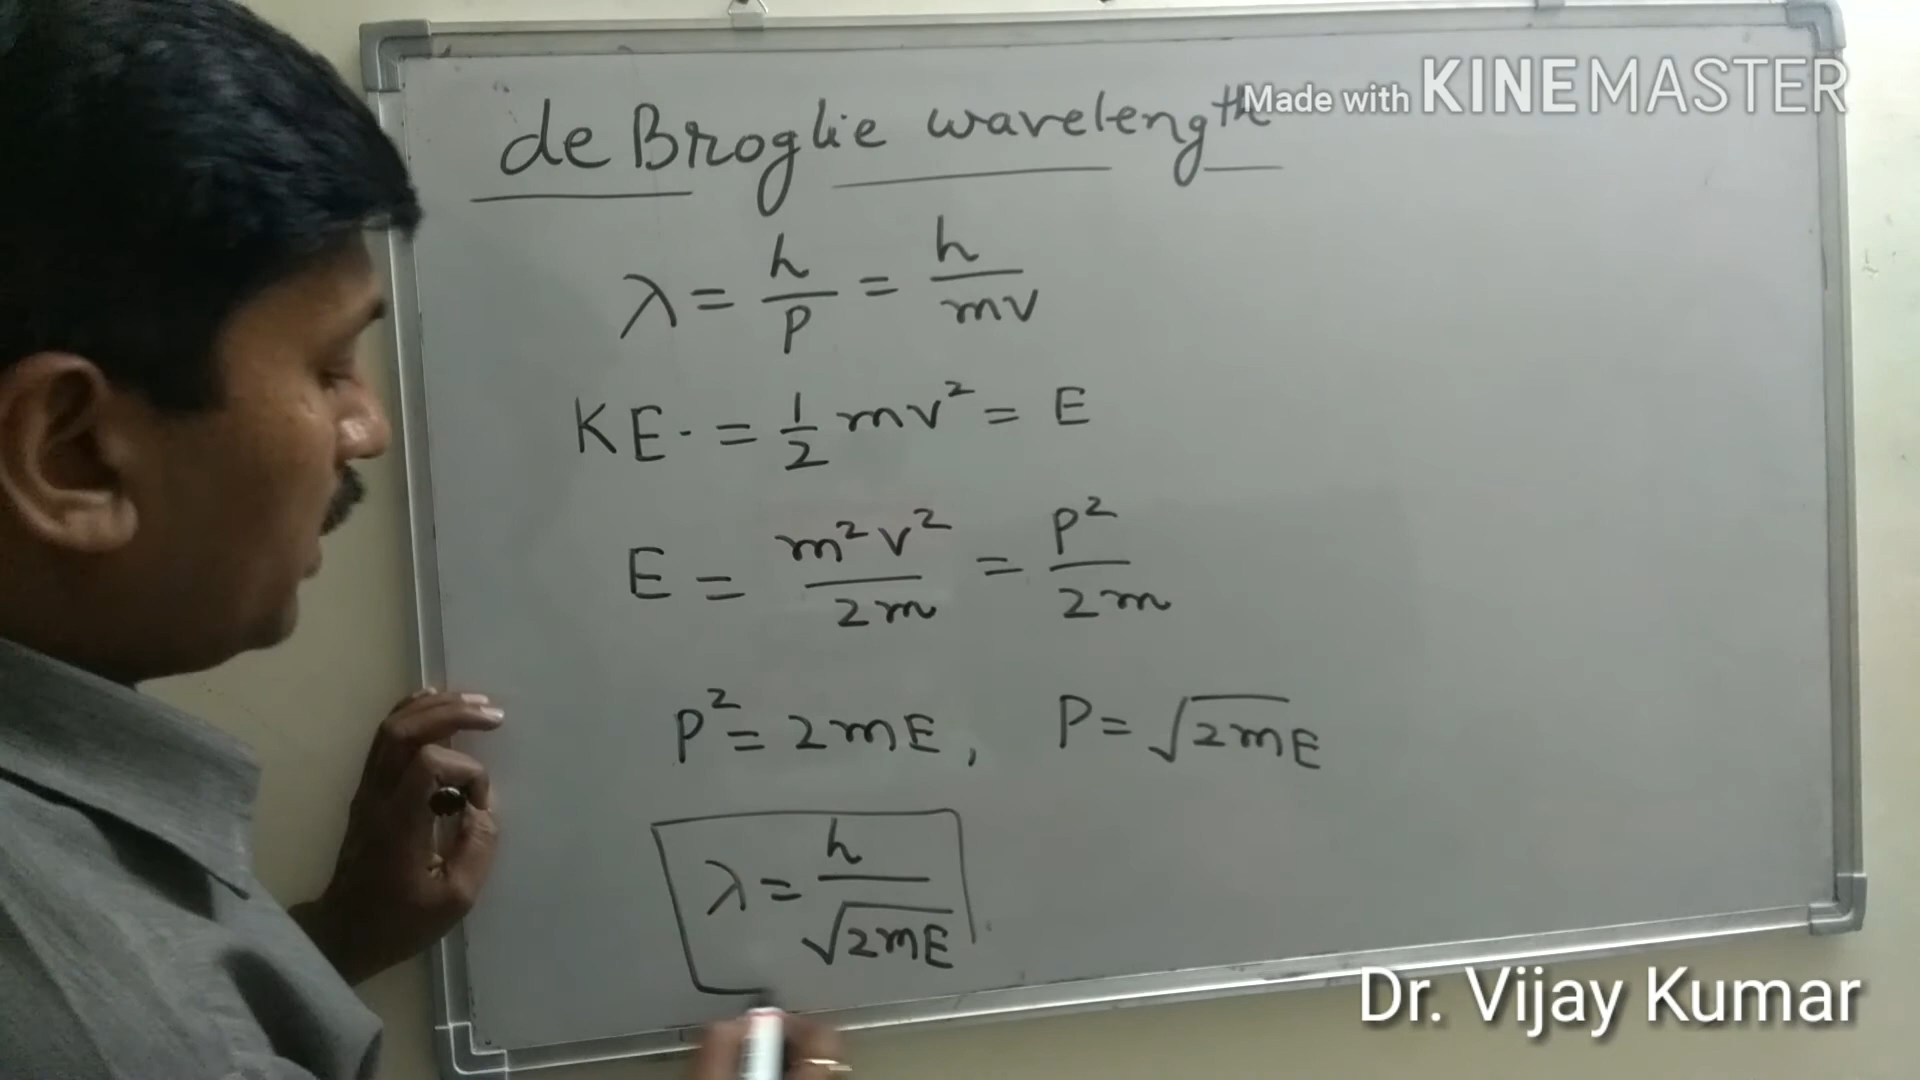 Made with KINEMASTER
de Broglie wavelength
λ = h/P = h/mv
KE. = 1/2 mv² = E
E = m²v²/2m = P²/2m
P² = 2mE, P = √2mE
λ = h/√2mE
Dr. Vijay Kumar